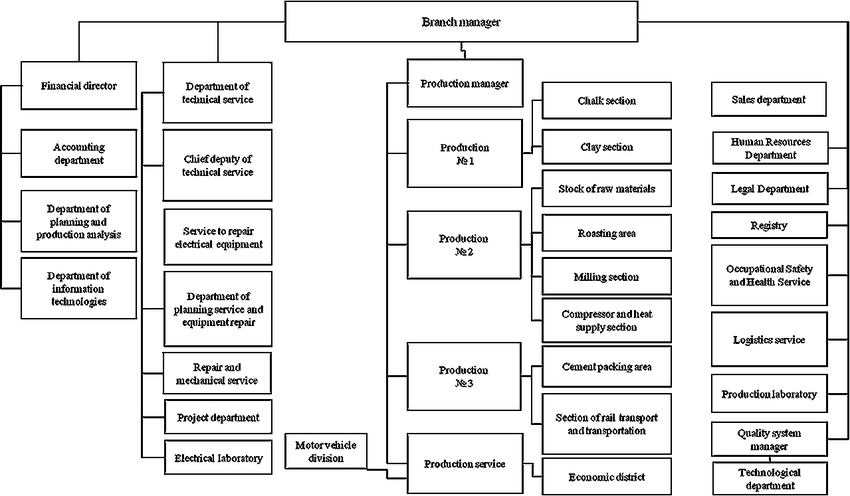 Branch manager
Financial director
Accounting
department
Department of
planning and
production analysis
Department of
information
technologies
Department of
technical service
Chief deputy of
technical service
Service to repair
electrical equipment
Department of
planning service and
equipment repair
Repair and
mechanical service
Project department
Electrical laboratory
Motor vehicle
division
Production manager
Production
№1
Production
№2
Production
№3
Production service
Chalk section
Clay section
Stock of raw materials
Roasting area
Milling section
Compressor and heat
supply section
Cement packing area
Section of rail transport
and transportation
Economic district
Sales department
Human Resources
Department
Legal Department
Registry
Occupational Safety
and Health Service
Logistics service
Production laboratory
Quality system
manager
Technological
department